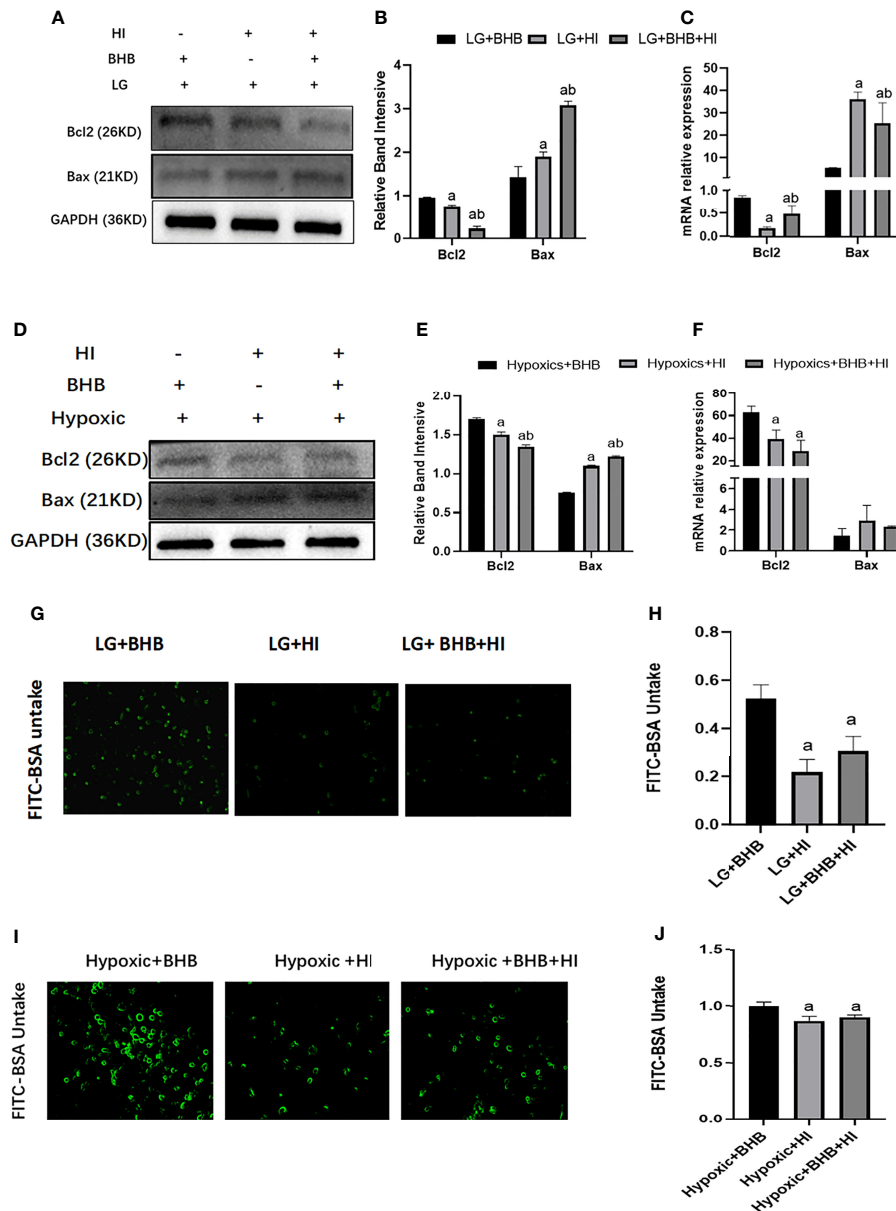 A
HI - + +
BHB + - +
LG + + +
Bcl2 (26KD)
Bax (21KD)
GAPDH (36KD)
B
LG+BHB LG+HI LG+BHB+HI
Relative Band Intensive
4
3
2
1
0
a
ab
a
ab
Bcl2 Bax
C
mRNA relative expression
50
40
30
20
10
1.0
0.5
0.0
a
ab
a
ab
Bcl2 Bax
D
HI - + +
BHB + - +
Hypoxic + + +
Bcl2 (26KD)
Bax (21KD)
GAPDH (36KD)
E
Hypoxics+BHB Hypoxics+HI Hypoxics+BHB+HI
Relative Band Intensive
2.0
1.5
1.0
0.5
0.0
a
ab
a
ab
Bcl2 Bax
F
mRNA relative expression
80
60
40
20
6
4
2
0
a
a
Bcl2 Bax
G
LG+BHB LG+HI LG+ BHB+HI
FITC-BSA untake
H
FITC-BSA Untake
0.8
0.6
0.4
0.2
0.0
a
a
LG+BHB
LG+HI
LG+BHB+HI
I
Hypoxic+BHB Hypoxic +HI Hypoxic +BHB+HI
FITC-BSA Untake
J
FITC-BSA Untake
1.5
1.0
0.5
0.0
a
a
Hypoxic+BHB
Hypoxic+HI
Hypoxic+BHB+HI